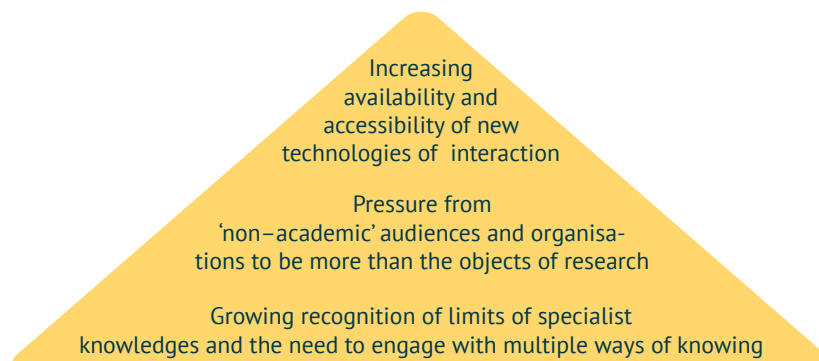 Increasing
availability and
accessibility of new
technologies of interaction
Pressure from
‘non–academic’ audiences and organisa-
tions to be more than the objects of research
Growing recognition of limits of specialist
knowledges and the need to engage with multiple ways of knowing